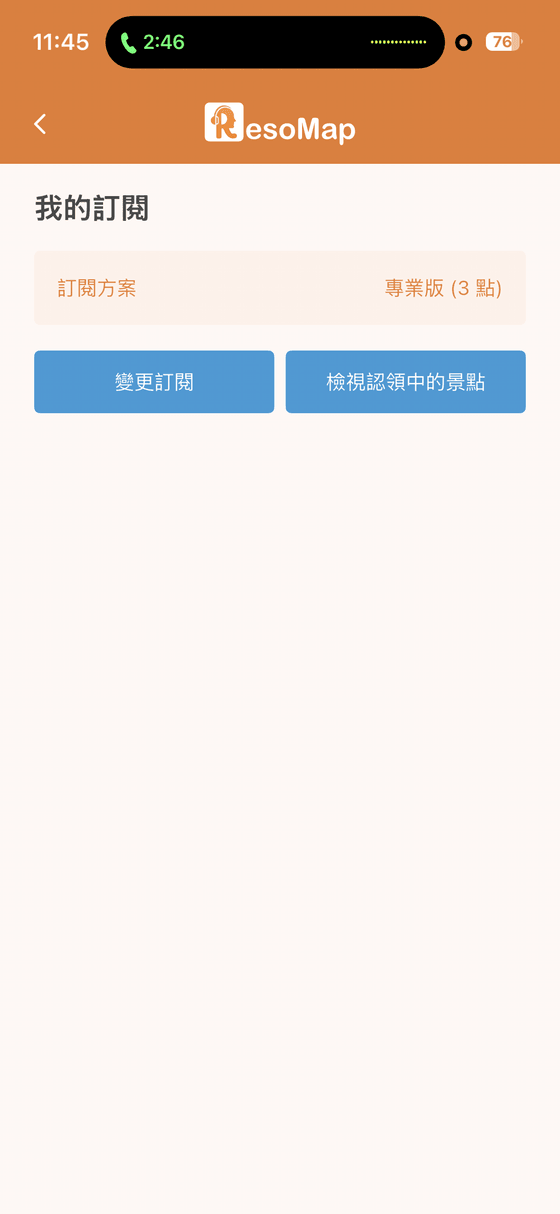 11:45
2:46
76
ResoMap
我的訂閱
訂閱方案
專業版 (3 點)
變更訂閱
檢視認領中的景點